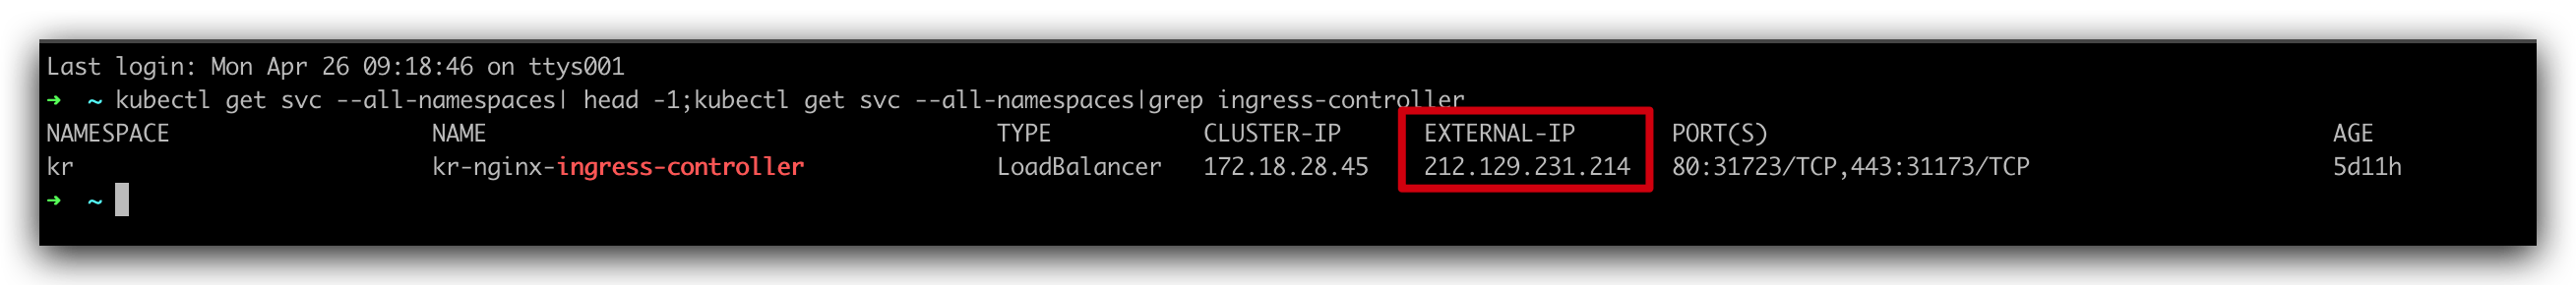 Last login: Mon Apr 26 09:18:46 on ttys001
→ ~ kubectl get svc --all-namespaces| head -1;kubectl get svc --all-namespaces|grep ingress-controller
NAMESPACE NAME TYPE CLUSTER-IP EXTERNAL-IP PORT(S) AGE
kr kr-nginx-ingress-controller LoadBalancer 172.18.28.45 212.129.231.214 80:31723/TCP,443:31173/TCP 5d11h
→ ~